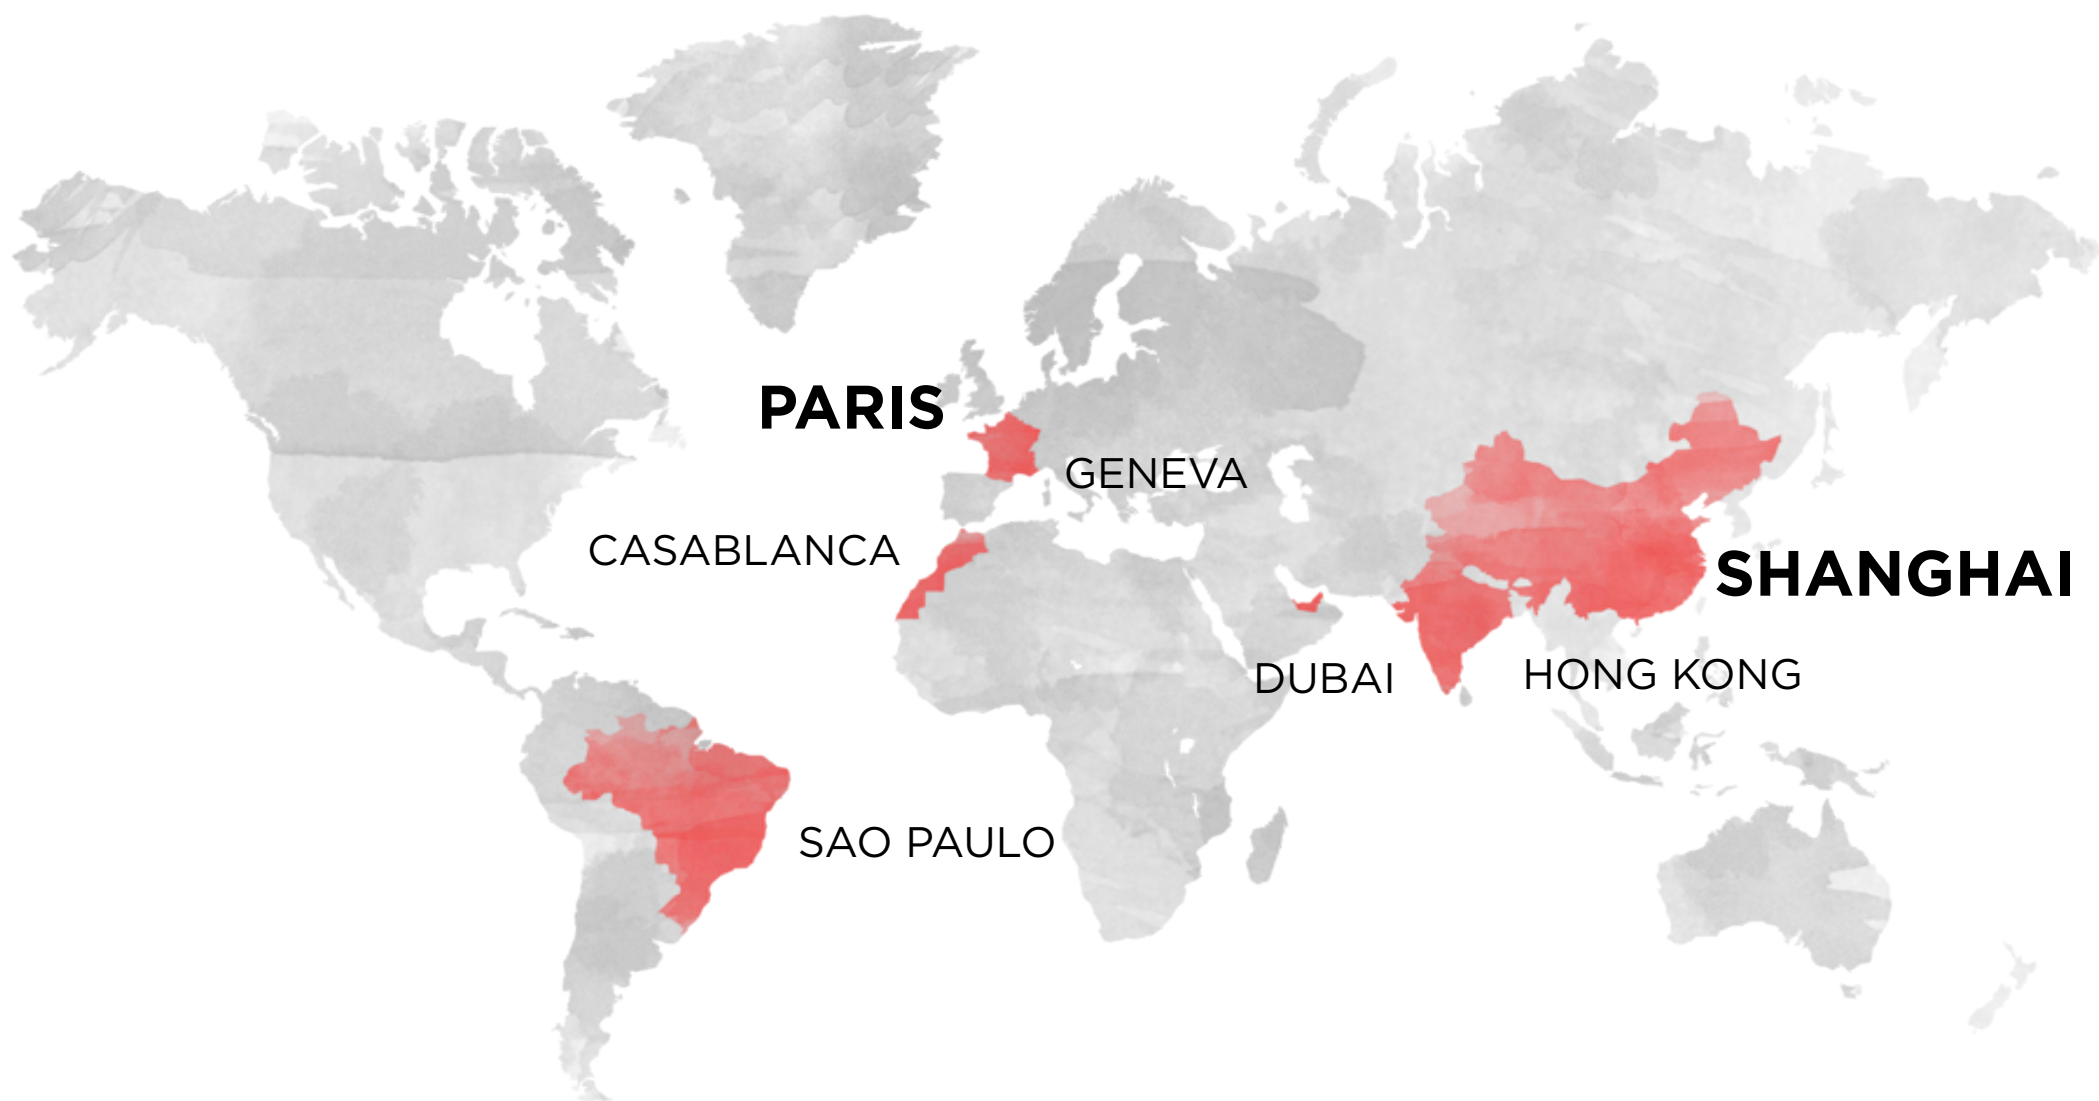 PARIS
GENEVA
CASABLANCA
SHANGHAI
DUBAI
HONG KONG
SAO PAULO